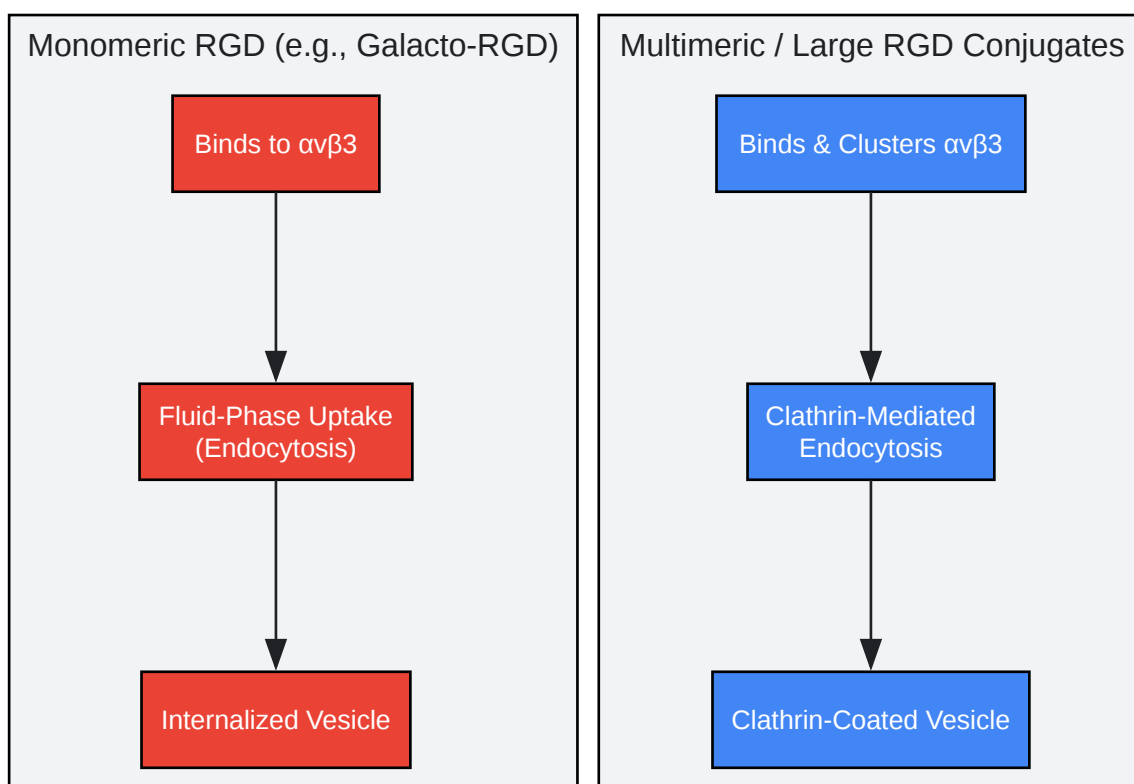 Monomeric RGD (e.g., Galacto-RGD)
Binds to αvβ3
Fluid-Phase Uptake
(Endocytosis)
Internalized Vesicle
Multimeric / Large RGD Conjugates
Binds & Clusters αvβ3
Clathrin-Mediated
Endocytosis
Clathrin-Coated Vesicle